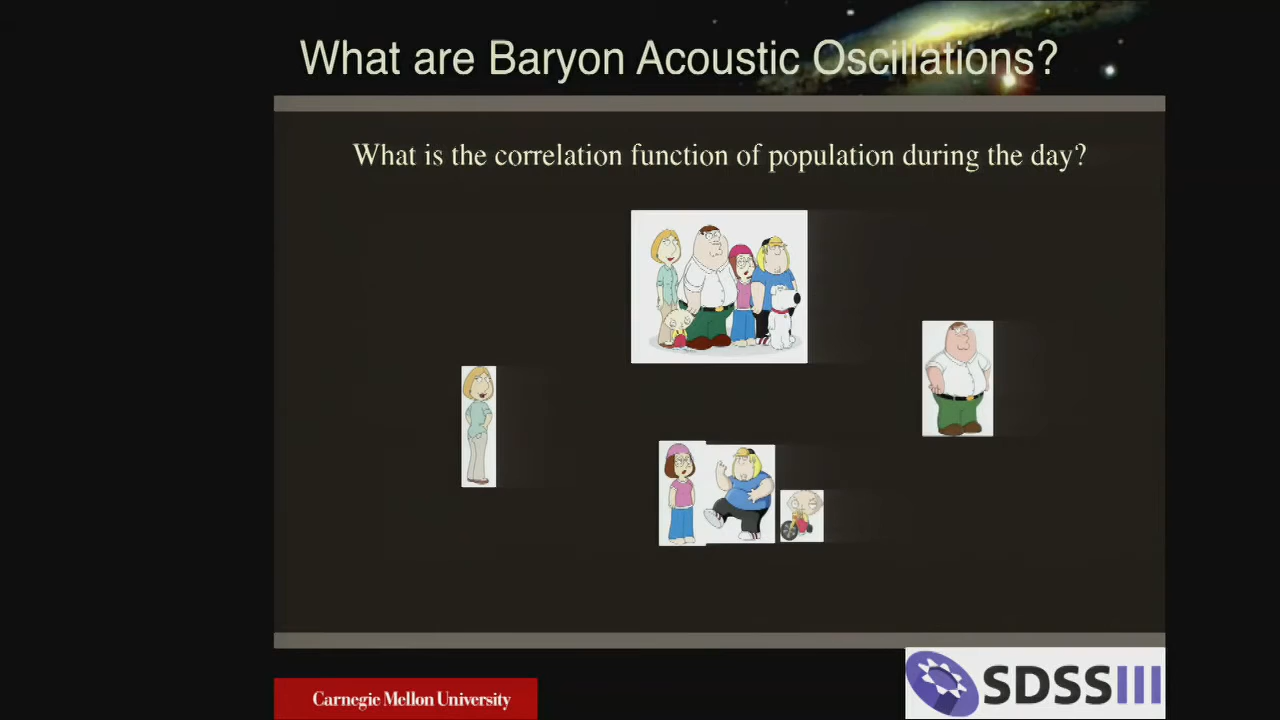 What are Baryon Acoustic Oscillations?
What is the correlation function of population during the day?
Carnegie Mellon University
SDSSIII